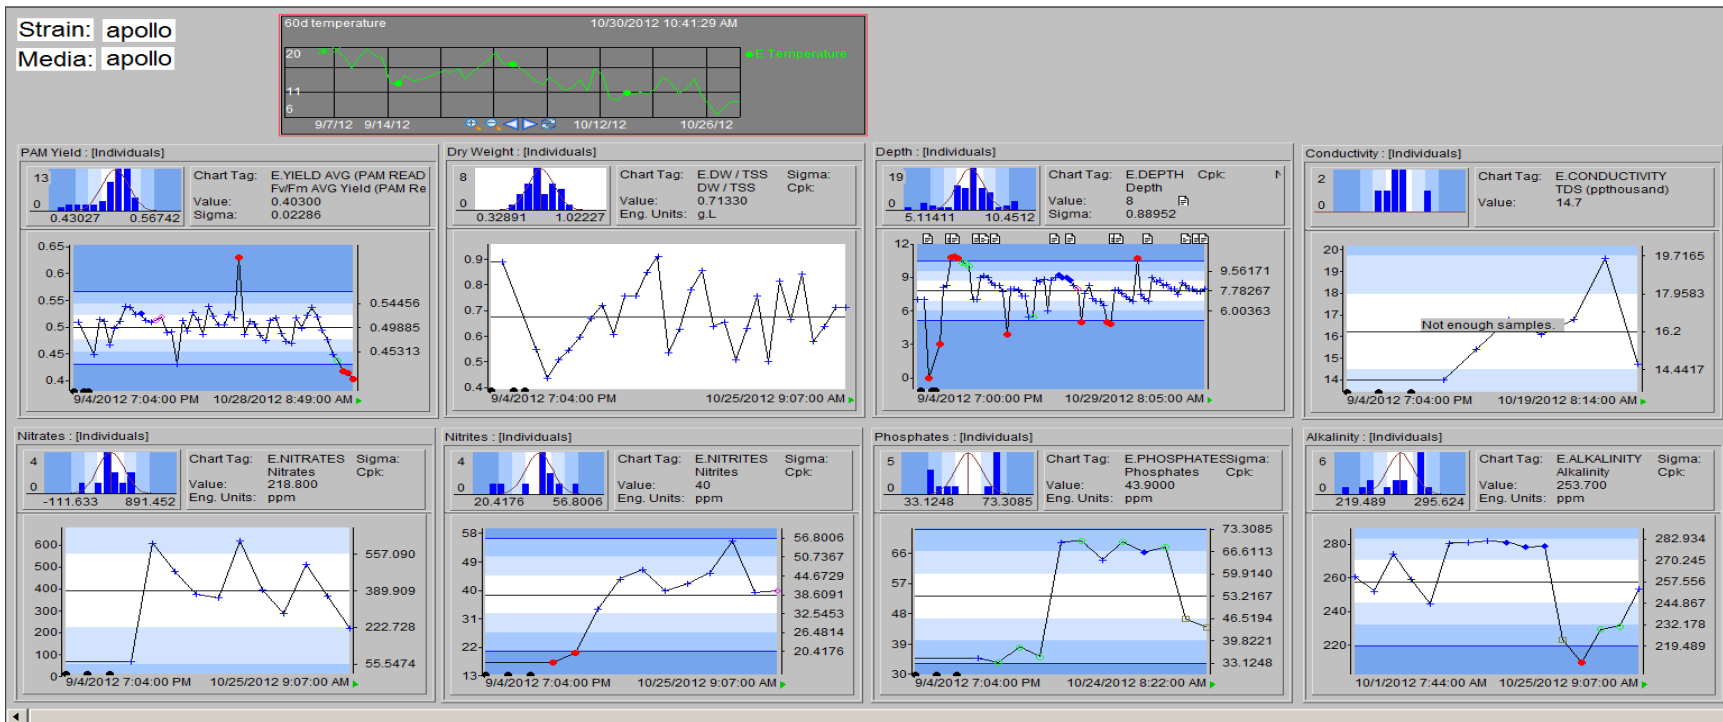 Strain: apollo
Media: apollo
60d temperature 10/30/2012 10:41:29 AM
20
11
6
E.Temperature
9/7/12 9/14/12 10/12/12 10/26/12
PAM Yield : [Individuals]
13
0
0.43027 0.56742
Chart Tag: E.YIELD AVG (PAM READ
Fv/Fm AVG Yield (PAM Re
Value: 0.40300
Sigma: 0.02286
0.65
0.6
0.55
0.5
0.45
0.4
0.54456
0.49885
0.45313
9/4/2012 7:04:00 PM 10/28/2012 8:49:00 AM
Dry Weight : [Individuals]
8
0
0.32891 1.02227
Chart Tag: E.DW / TSS Sigma:
DW / TSS Cpk:
Value: 0.71330
Eng. Units: g.L
0.9
0.8
0.7
0.6
0.5
0.4
9/4/2012 7:04:00 PM 10/25/2012 9:07:00 AM
Depth : [Individuals]
19
0
5.11411 10.4512
Chart Tag: E.DEPTH Cpk:
Depth
Value: 8
Sigma: 0.88952
12
9
6
3
0
9.56171
7.78267
6.00363
9/4/2012 7:00:00 PM 10/29/2012 8:05:00 AM
Conductivity : [Individuals]
2
0
Chart Tag: E.CONDUCTIVITY
TDS (ppthousand)
Value: 14.7
20
19
18
17
16
15
14
Not enough samples.
19.7165
17.9583
16.2
14.4417
9/4/2012 7:04:00 PM 10/19/2012 8:14:00 AM
Nitrates : [Individuals]
4
0
-111.633 891.452
Chart Tag: E.NITRATES Sigma:
Nitrates Cpk:
Value: 218.800
Eng. Units: ppm
600
500
400
300
200
100
0
557.090
389.909
222.728
55.5474
9/4/2012 7:04:00 PM 10/25/2012 9:07:00 AM
Nitrites : [Individuals]
4
0
20.4176 56.8006
Chart Tag: E.NITRITES Sigma:
Nitrites Cpk:
Value: 40
Eng. Units: ppm
58
49
40
31
22
13
56.8006
50.7367
44.6729
38.6091
32.5453
26.4814
20.4176
9/4/2012 7:04:00 PM 10/25/2012 9:07:00 AM
Phosphates : [Individuals]
5
0
33.1248 73.3085
Chart Tag: E.PHOSPHATES Sigma:
Phosphates Cpk:
Value: 43.9000
Eng. Units: ppm
66
57
48
39
30
73.3085
66.6113
59.9140
53.2167
46.5194
39.8221
33.1248
9/4/2012 7:04:00 PM 10/24/2012 8:22:00 AM
Alkalinity : [Individuals]
6
0
219.489 295.624
Chart Tag: E.ALKALINITY Sigma:
Alkalinity Cpk:
Value: 253.700
Eng. Units: ppm
280
260
240
220
282.934
270.245
257.556
244.867
232.178
219.489
10/1/2012 7:44:00 AM 10/25/2012 9:07:00 AM